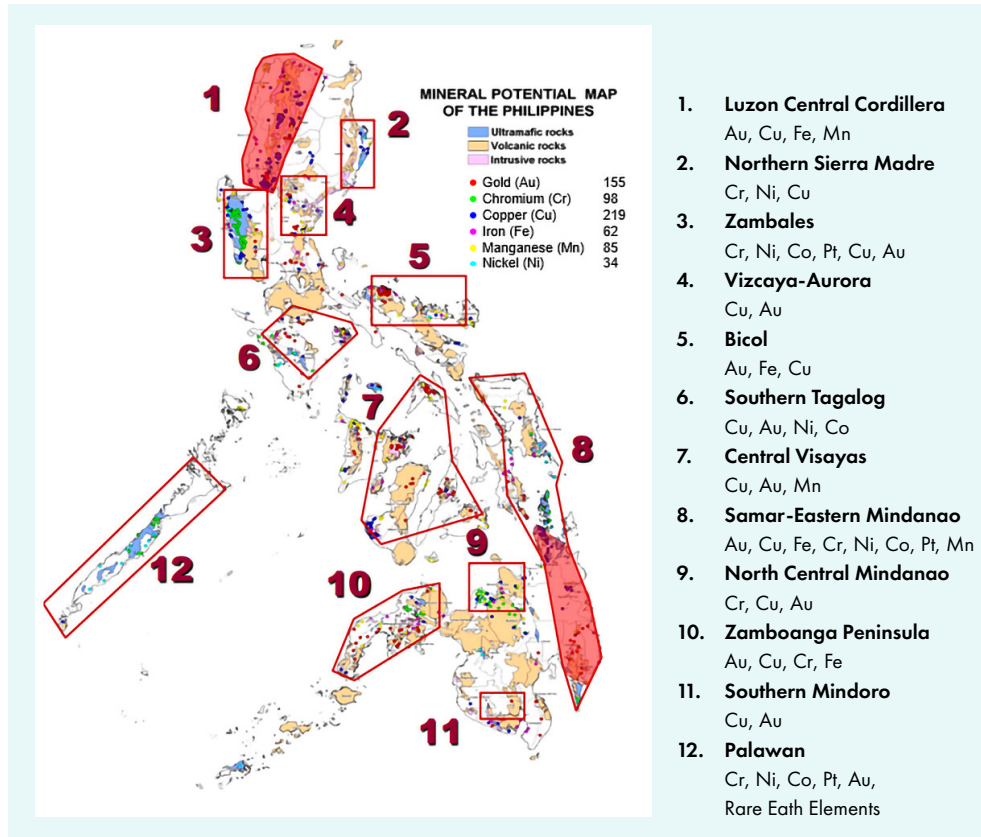 MINERAL POTENTIAL MAP
OF THE PHILIPPINES
Ultramafic rocks
Volcanic rocks
Intrusive rocks
Gold (Au) 155
Chromium (Cr) 98
Copper (Cu) 219
Iron (Fe) 62
Manganese (Mn) 85
Nickel (Ni) 34
1
2
3
4
5
6
7
8
9
10
11
12
1. Luzon Central Cordillera
Au, Cu, Fe, Mn
2. Northern Sierra Madre
Cr, Ni, Cu
3. Zambales
Cr, Ni, Co, Pt, Cu, Au
4. Vizcaya-Aurora
Cu, Au
5. Bicol
Au, Fe, Cu
6. Southern Tagalog
Cu, Au, Ni, Co
7. Central Visayas
Cu, Au, Mn
8. Samar-Eastern Mindanao
Au, Cu, Fe, Cr, Ni, Co, Pt, Mn
9. North Central Mindanao
Cr, Cu, Au
10. Zamboanga Peninsula
Au, Cu, Cr, Fe
11. Southern Mindoro
Cu, Au
12. Palawan
Cr, Ni, Co, Pt, Au,
Rare Eath Elements